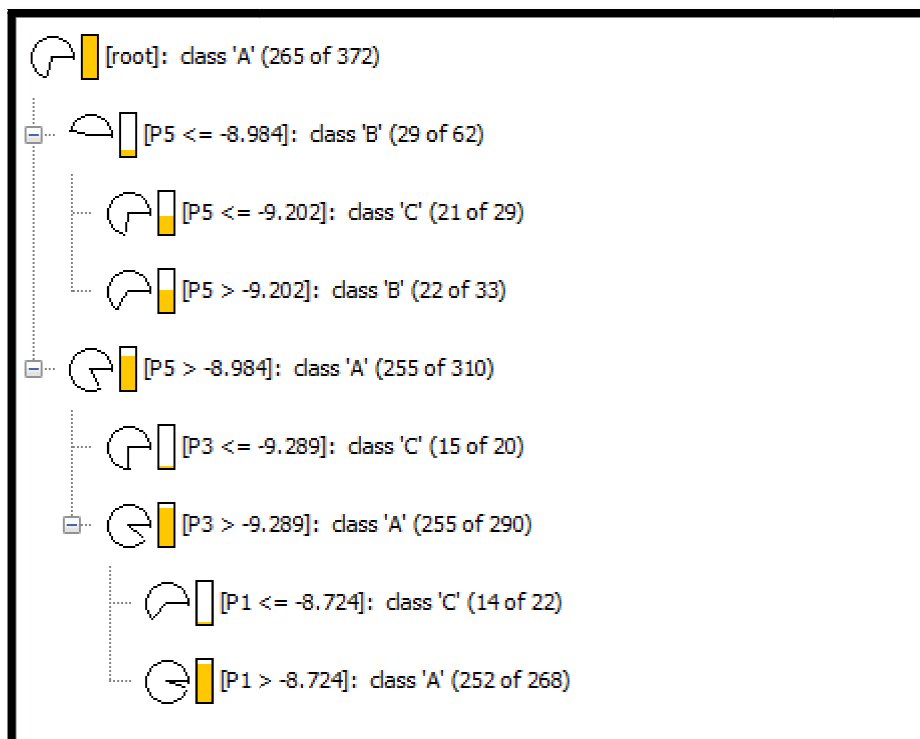 [root]: class 'A' (265 of 372)
[P5 <= -8.984]: class 'B' (29 of 62)
[P5 <= -9.202]: class 'C' (21 of 29)
[P5 > -9.202]: class 'B' (22 of 33)
[P5 > -8.984]: class 'A' (255 of 310)
[P3 <= -9.289]: class 'C' (15 of 20)
[P3 > -9.289]: class 'A' (255 of 290)
[P1 <= -8.724]: class 'C' (14 of 22)
[P1 > -8.724]: class 'A' (252 of 268)